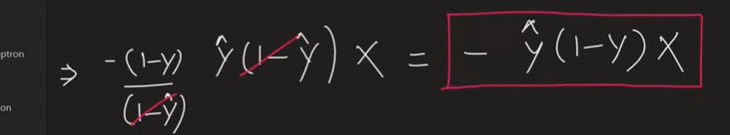 ptron
⇒ -(1-y)/(1-ŷ) ŷ(1-ŷ) X = - ŷ(1-y) X
on